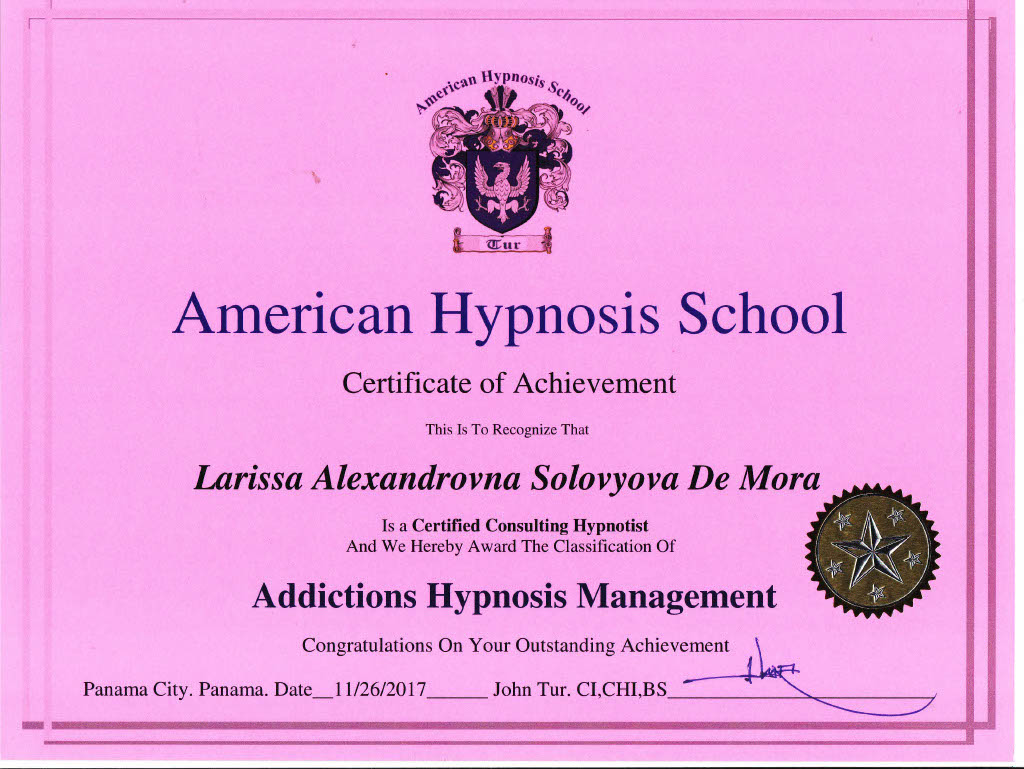 American Hypnosis School
Tur
American Hypnosis School
Certificate of Achievement
This Is To Recognize That
Larissa Alexandrovna Solovyova De Mora
Is a Certified Consulting Hypnotist
And We Hereby Award The Classification Of
Addictions Hypnosis Management
Congratulations On Your Outstanding Achievement
Panama City. Panama. Date__11/26/2017______ John Tur. CI,CHI,BS__________________________